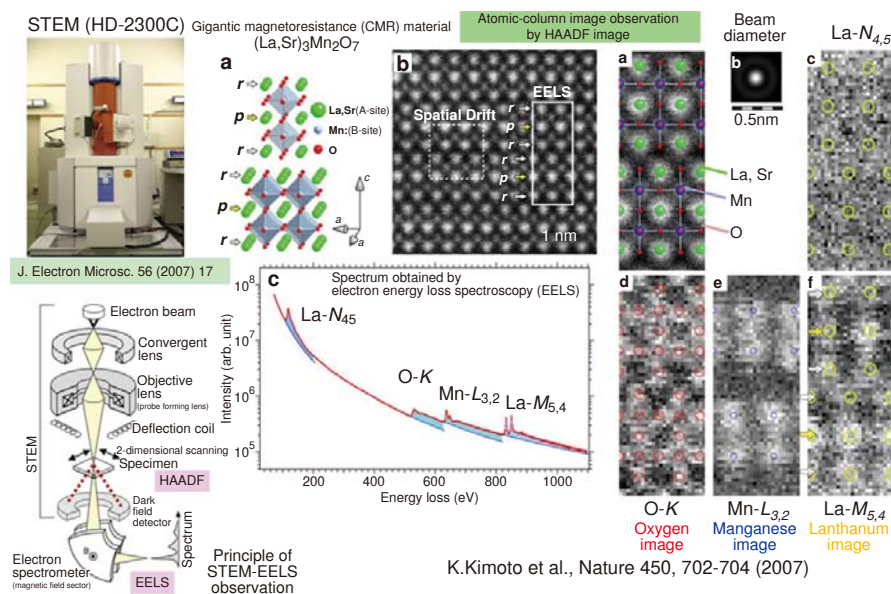 STEM (HD-2300C)
Gigantic magnetoresistance (CMR) material
(La,Sr)₃Mn₂O₇
Atomic-column image observation
by HAADF image
Beam
diameter
La-N4,5
a
r
p
r
r
p
r
La,Sr(A-site)
Mn:(B-site)
O
c
a
a
b
EELS
Spatial Drift
r
p
r
r
p
r
1 nm
a
b
0.5nm
c
La, Sr
Mn
O
J. Electron Microsc. 56 (2007) 17
STEM
Electron beam
Convergent
lens
Objective
lens
(probe forming lens)
Deflection coil
2-dimensional scanning
Specimen
HAADF
Dark
field
detector
Spectrum
Electron
spectrometer
(magnetic field sector)
EELS
Principle of
STEM-EELS
observation
c
Spectrum obtained by
electron energy loss spectroscopy (EELS)
La-N45
O-K
Mn-L3,2
La-M5,4
Intensity (arb. unit)
10⁸
10⁷
10⁶
10⁵
200
400
600
800
1000
Energy loss (eV)
d
e
f
O-K
Oxygen
image
Mn-L3,2
Manganese
image
La-M5,4
Lanthanum
image
K.Kimoto et al., Nature 450, 702-704 (2007)